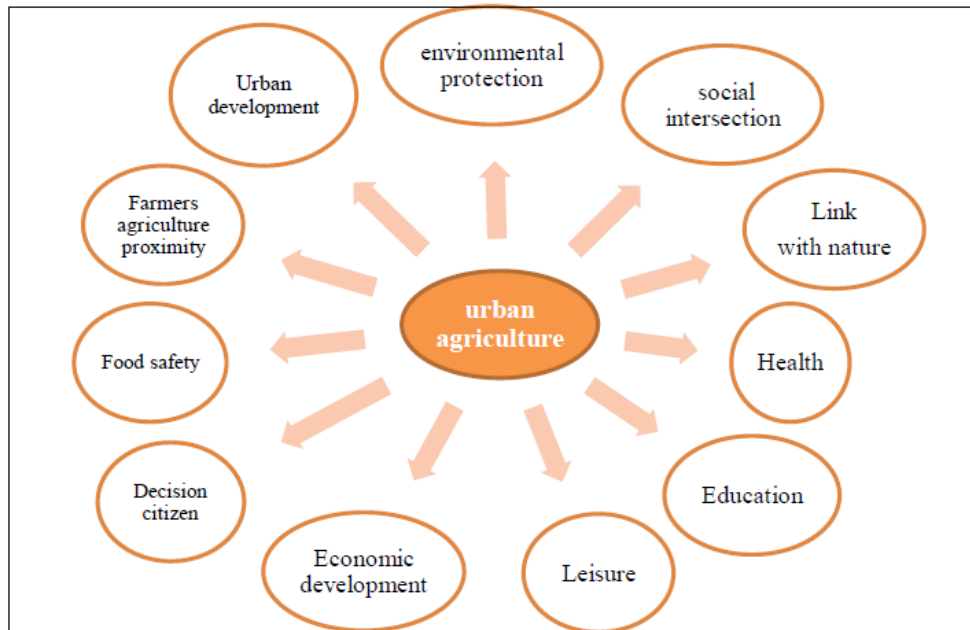 environmental
protection
Urban
development
social
intersection
Farmers
agriculture
proximity
Link
with nature
urban
agriculture
Food safety
Health
Decision
citizen
Education
Economic
development
Leisure